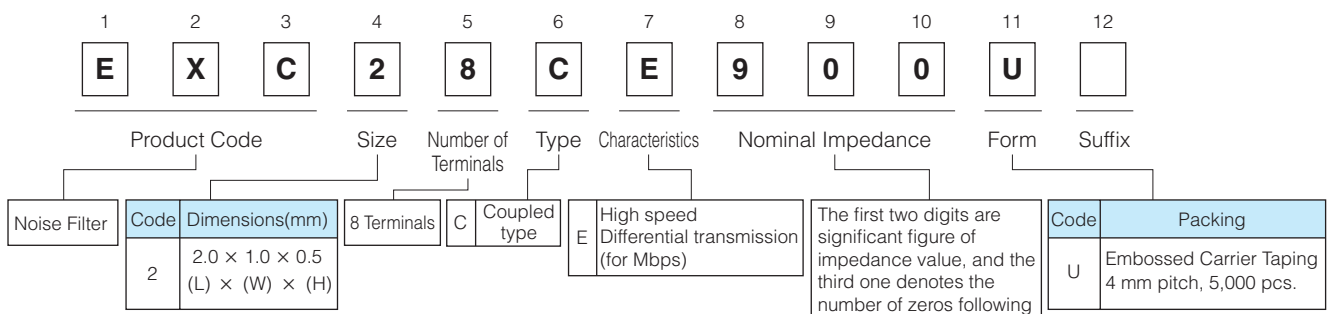 1 2 3 4 5 6 7 8 9 10 11 12
E X C 2 8 C E 9 0 0 U
Product Code Size Number of Terminals Type Characteristics Nominal Impedance Form Suffix
Noise Filter
Code Dimensions(mm)
2 2.0 × 1.0 × 0.5
(L) × (W) × (H)
8 Terminals
C Coupled
type
E High speed
Differential transmission
(for Mbps)
The first two digits are
significant figure of
impedance value, and the
third one denotes the
number of zeros following
Code Packing
U Embossed Carrier Taping
4 mm pitch, 5,000 pcs.